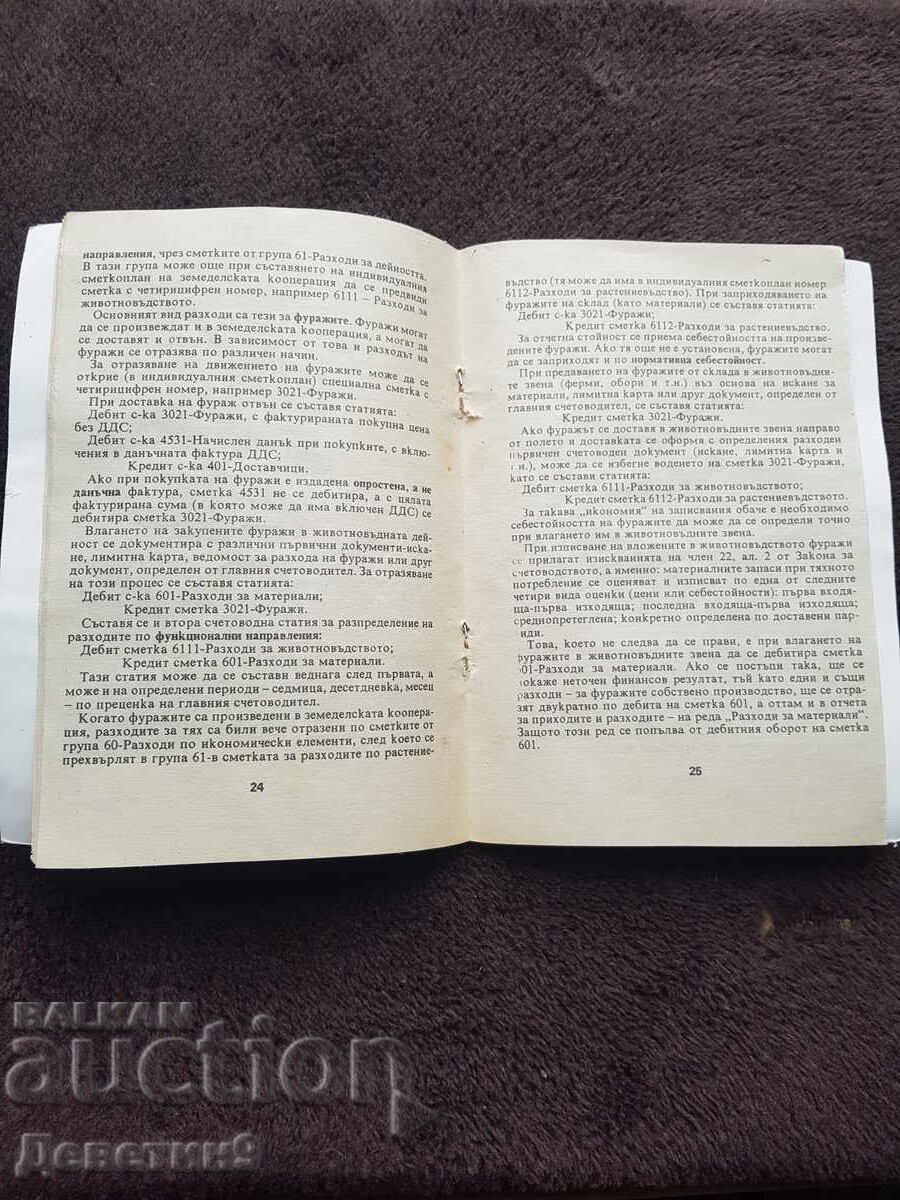 направления, чрез сметките от група 61-Разходи за дейността.
В тази група може още при съставянето на индивидуалния
сметкоплан на земеделската кооперация да се предвиди
сметка с четирицифрен номер, например 6111 – Разходи за
животновъдството.
Основният вид разходи са тези за фуражите. Фуражи могат
да се произвеждат и в земеделската кооперация, а могат да
се доставят и отвън. В зависимост от това и разходът на
фуражи се отразява по различен начин.
За отразяване на движението на фуражите може да се
открие (в индивидуалния сметкоплан) специална сметка с
четирицифрен номер, например 3021-Фуражи.
При доставка на фураж отвън се съставя статията:
Дебит с-ка 3021-Фуражи, с фактурираната покупна цена
без ДДС;
Дебит с-ка 4531-Начислен данък при покупките, с вклю-
чения в данъчната фактура ДДС;
Кредит с-ка 401-Доставчици.
Ако при покупката на фуражи е издадена опростена, а не
данъчна фактура, сметка 4531 не се дебитира, а с цялата
фактурирана сума (в която може да има включен ДДС) се
дебитира сметка 3021-Фуражи.
Влагането на закупените фуражи в животновъдната дей-
ност се документира с различни първични документи-иска-
не, лимитна карта, ведомост за разхода на фуражи или друг
документ, определен от главния счетоводител. За отразяване
на този процес се съставя статията:
Дебит с-ка 601-Разходи за материали;
Кредит сметка 3021-Фуражи.
Съставя се и втора счетоводна статия за разпределение на
разходите по функционални направления:
Дебит сметка 6111-Разходи за животновъдството;
Кредит сметка 601-Разходи за материали.
Тази статия може да се състави веднага след първата, а
може и на определени периоди – седмица, десетдневка, месец
– по преценка на главния счетоводител.
Когато фуражите са произведени в земеделската коопера-
ция, разходите за тях са били вече отразени по сметките от
група 60-Разходи по икономически елементи, след което се
прехвърлят в група 61-в сметката за разходите по растение-
24
въдство (тя може да има в индивидуалния сметкоплан номер
6112-Разходи за растениевъдство). При заприходяването на
фуражите на склад (като материали) се съставя статията:
Дебит с-ка 3021-Фуражи;
Кредит сметка 6112-Разходи за растениевъдство.
За отчетна стойност се приема себестойността на произве-
дените фуражи. Ако тя още не е установена, фуражите могат
да се заприходят и по нормативна себестойност.
При предаването на фуражите от склада в животновъдни-
те звена (ферми, обори и т.н.) въз основа на искане за
материали, лимитна карта или друг документ, определен от
главния счетоводител, се съставя статията:
Кредит сметка 3021-Фуражи.
Ако фуражът се доставя в животновъдните звена направо
от полето и доставката се оформя с определения разходен
първичен счетоводен документ (искане, лимитна карта и
т.н.), може да се избегне воденето на сметка 3021-Фуражи,
като се съставя статията:
Дебит сметка 6111-Разходи за животновъдството;
Кредит сметка 6112-Разходи за растениевъдството.
За такава „икономия“ на записвания обаче е необходимо
себестойността на фуражите да може да се определи точно
при влагането им в животновъдните звена.
При изписване на вложените в животновъдството фуражи
се прилагат изискванията на член 22, ал. 2 от Закона за
счетоводството, а именно: материалните запаси при тяхното
потребление се оценяват и изписват по една от следните
четири вида оценки (цени или себестойности): първа входя-
ща-първа изходяща; последна входяща-първа изходяща;
среднопретеглена; конкретно определена по доставени пар-
тиди.
Това, което не следва да се прави, е при влагането на
фуражите в животновъдните звена да се дебитира сметка
601-Разходи за материали. Ако се постъпи така, ще се
покаже неточен финансов резултат, тъй като едни и същи
разходи – за фуражите собствено производство, ще се отра-
зят двукратно по дебита на сметка 601, а оттам и в отчета
за приходите и разходите – на реда „Разходи за материали“.
Защото този ред се попълва от дебитния оборот на сметка
601.
25
BALKAN
auction
Деветин9